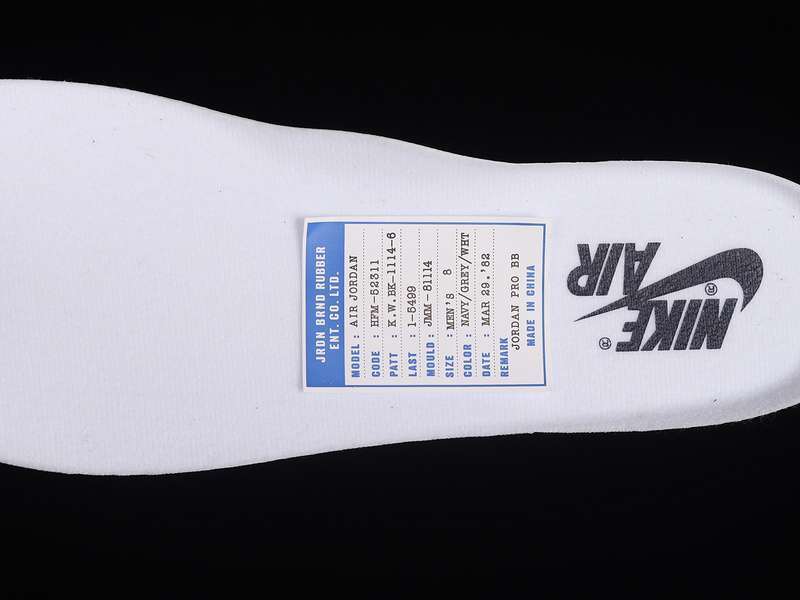 JRDN BRND RUBBER
ENT. CO. LTD.
MODEL : AIR JORDAN
CODE : HFM-52311
PATT : K.W.BK-1114-6
LAST : 1-5499
MOULD : JMM-81114
SIZE : MEN'S 8
COLOR : NAVY/GREY/WHT
DATE : MAR 29.'82
REMARK
JORDAN PRO BB
MADE IN CHINA
NIKE®
AIR
®